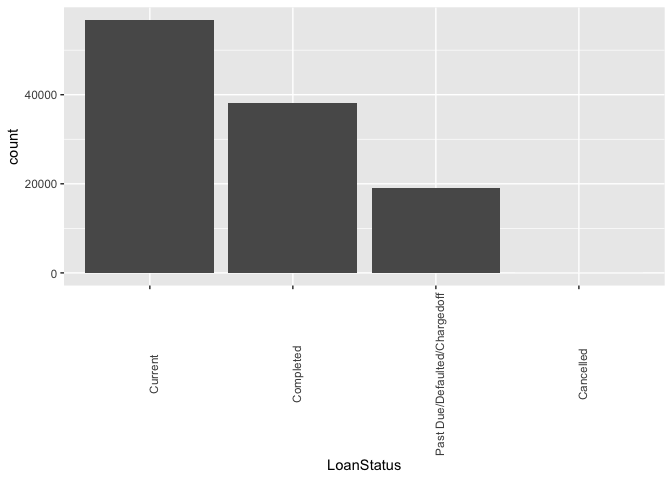 count
40000
20000
0
Current
Completed
Past Due/Defaulted/Chargedoff
Cancelled
LoanStatus